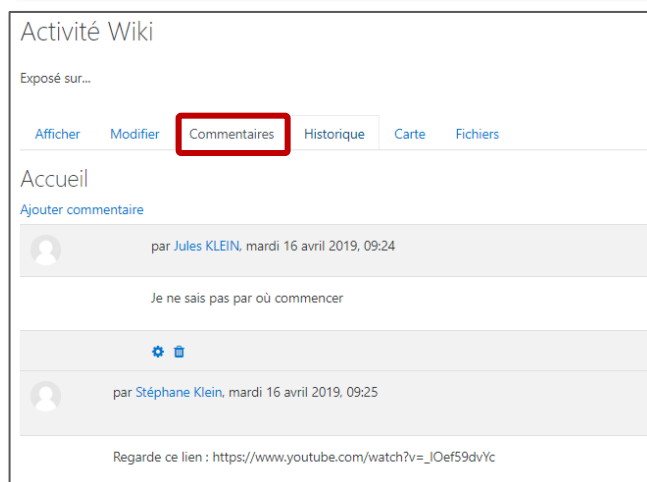 Activité Wiki
Exposé sur...
Afficher Modifier Commentaires Historique Carte Fichiers
Accueil
Ajouter commentaire
par Jules KLEIN, mardi 16 avril 2019, 09:24
Je ne sais pas par où commencer
par Stéphane Klein, mardi 16 avril 2019, 09:25
Regarde ce lien : https://www.youtube.com/watch?v=_lOef59dvYc